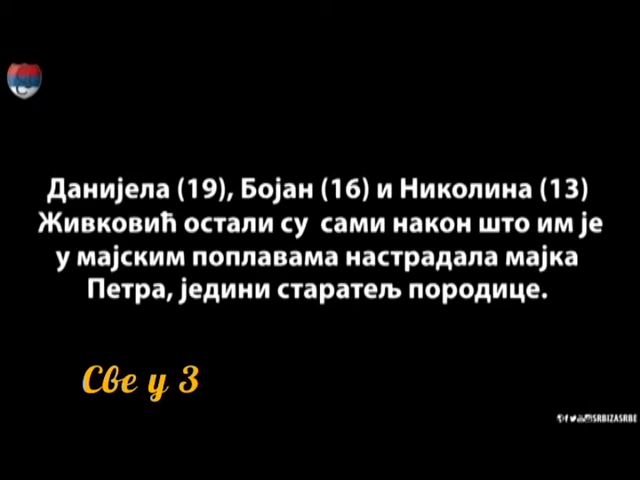 Данијела (19), Бојан (16) и Николина (13)
Живковић остали су сами након што им је
у мајским поплавама настрадала мајка
Петра, једини старатељ породице.
Све у 3
SRBIZASRBE